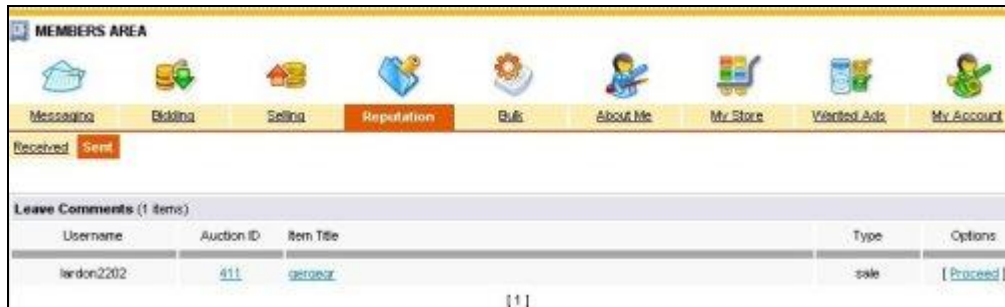 MEMBERS AREA
Messaging Bidding Selling Reputation Bulk About Me My Store Wanted Ads My Account
Received Sent
Leave Comments (1 items)
Username Auction ID Item Title Type Options
lardon2202 411 gergear sale [ Proceed ]
[ 1 ]